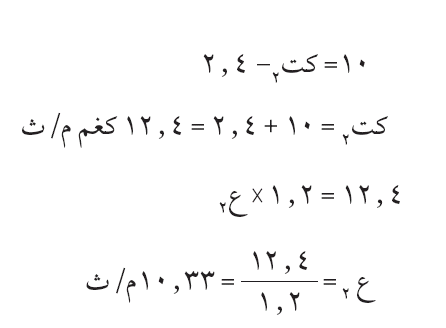 ١٠ = كت٢ – ٢,٤
كت٢ = ١٠ + ٢,٤ = ١٢,٤ كغم م/ث
١٢,٤ = ١,٢ × ع٢
ع٢ = ١٢,٤ / ١,٢ = ١٠,٣٣ م/ث